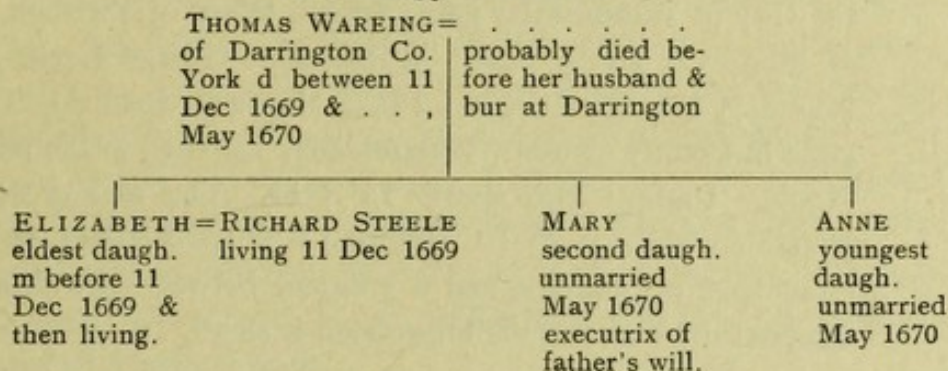 THOMAS WAREING = . . . . . .
of Darrington Co.
York d between 11
Dec 1669 & . . ,
May 1670
probably died be-
fore her husband &
bur at Darrington
ELIZABETH = RICHARD STEELE
eldest daugh.
m before 11
Dec 1669 &
then living.
living 11 Dec 1669
MARY
second daugh.
unmarried
May 1670
executrix of
father's will.
ANNE
youngest
daugh.
unmarried
May 1670